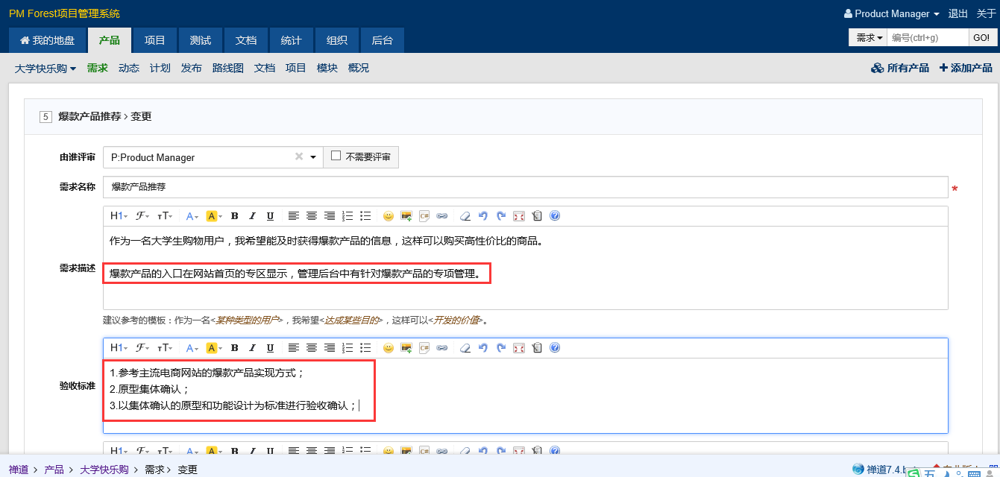 PM Forest项目管理系统
Product Manager 退出 关于
我的地盘 产品 项目 测试 文档 统计 组织 后台
需求 编号(ctrl+g) GO!
大学快乐购 需求 动态 计划 发布 路线图 文档 项目 模块 概况 所有产品 添加产品
5 爆款产品推荐 > 变更
由谁评审 P:Product Manager 不需要评审
需求名称 爆款产品推荐 *
H1 F тT A A B I U
作为一名大学生购物用户，我希望能及时获得爆款产品的信息，这样可以购买高性价比的商品。
需求描述
爆款产品的入口在网站首页的专区显示，管理后台中有针对爆款产品的专项管理。
建议参考的模板：作为一名<某种类型的用户>，我希望<达成某些目的>，这样可以<开发的价值>。
H1 F тT A A B I U
验收标准
1.参考主流电商网站的爆款产品实现方式；
2.原型集体确认；
3.以集体确认的原型和功能设计为标准进行验收确认；
H1 F тT A A B I U
禅道 > 产品 > 大学快乐购 > 需求 > 变更 禅道7.4